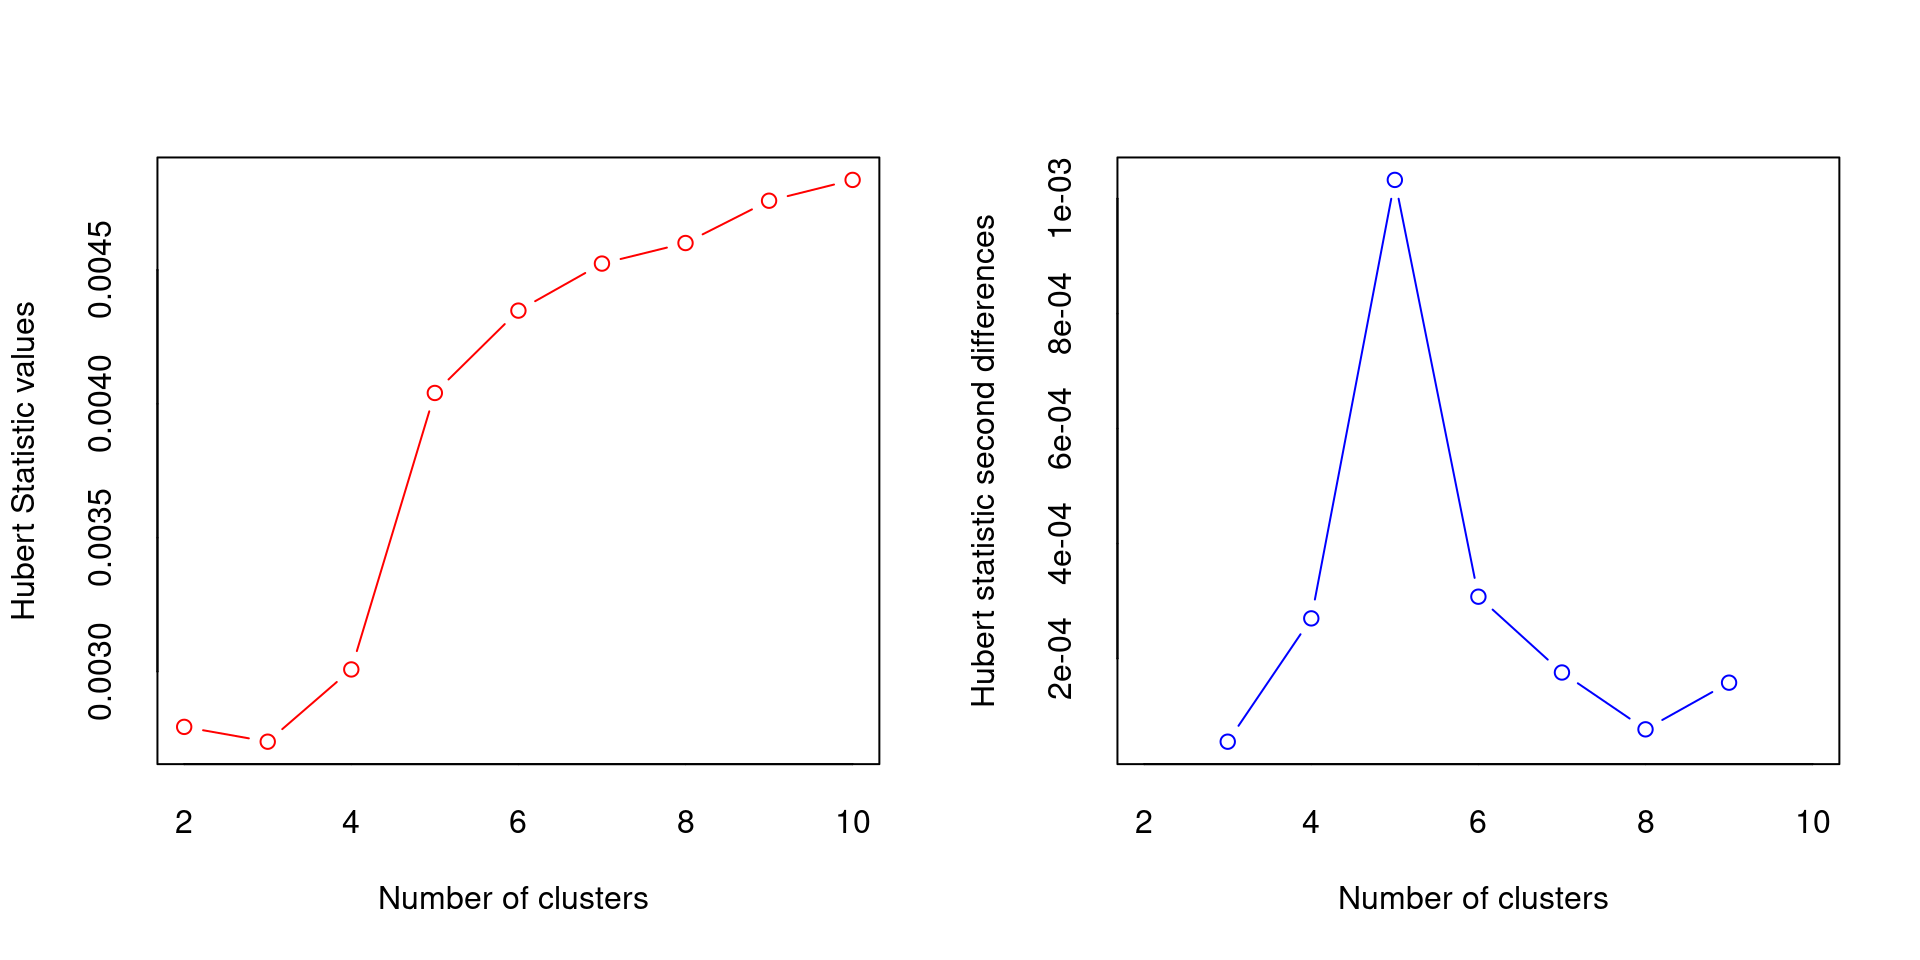 Hubert Statistic values
0.0045
0.0040
0.0035
0.0030
2 4 6 8 10
Number of clusters
Hubert statistic second differences
1e-03
8e-04
6e-04
4e-04
2e-04
2 4 6 8 10
Number of clusters